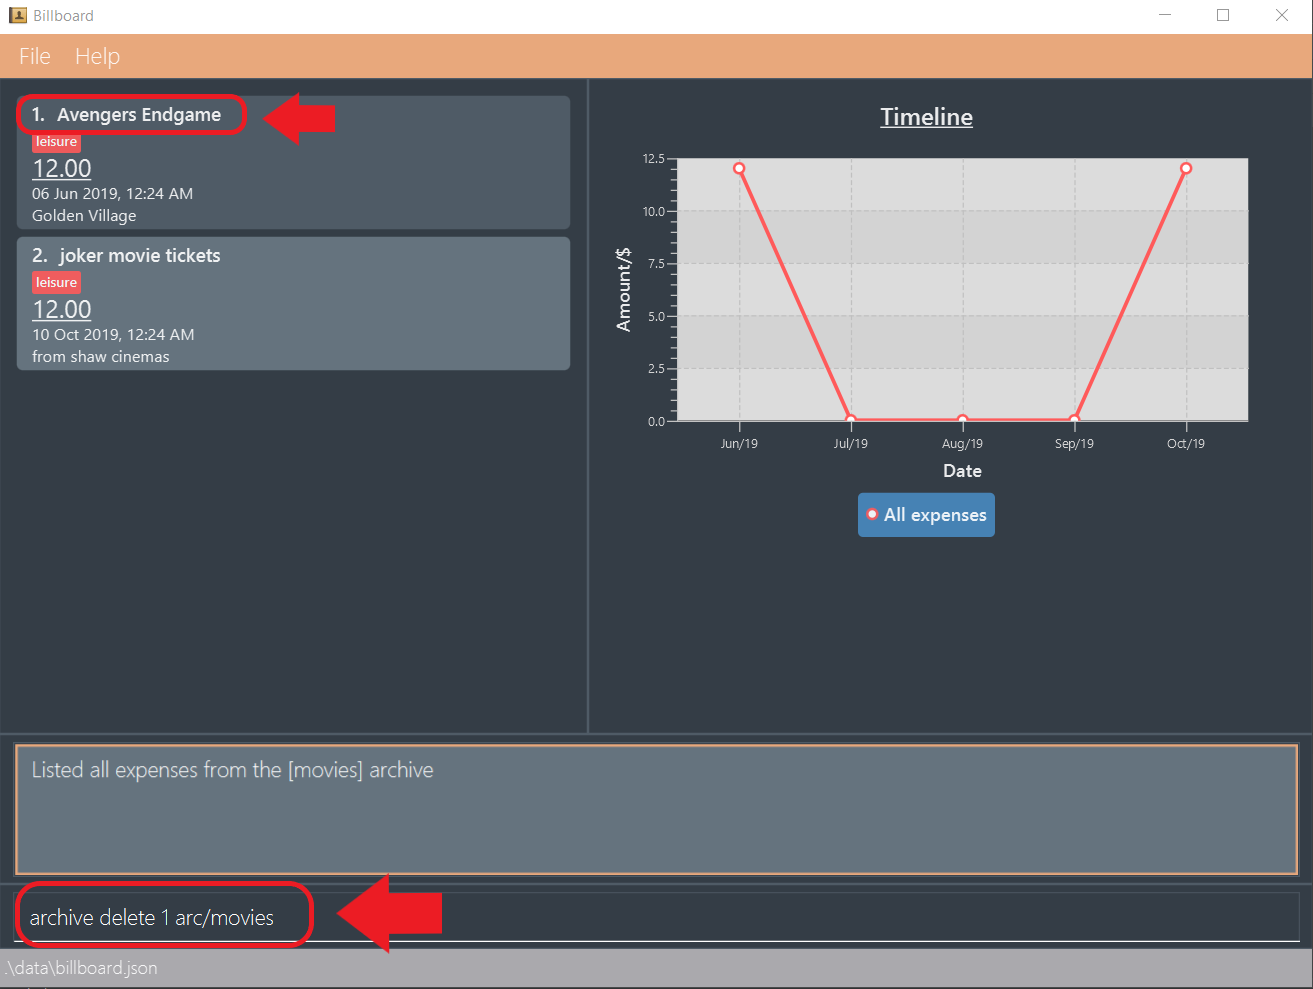 Billboard
File Help
1. Avengers Endgame
leisure
12.00
06 Jun 2019, 12:24 AM
Golden Village
2. joker movie tickets
leisure
12.00
10 Oct 2019, 12:24 AM
from shaw cinemas
Timeline
12.5
10.0
7.5
5.0
2.5
0.0
Amount/$
Jun/19 Jul/19 Aug/19 Sep/19 Oct/19
Date
All expenses
Listed all expenses from the [movies] archive
archive delete 1 arc/movies
.\data\billboard.json